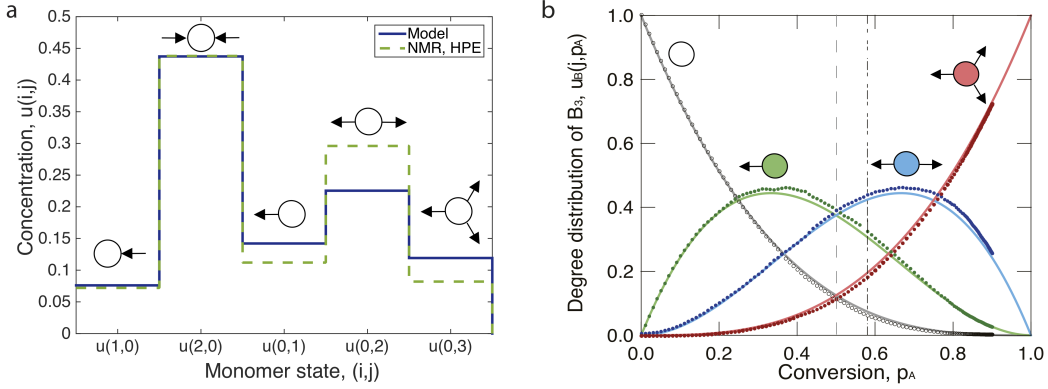 a
Concentration, u(i,j)
0.5
0.45
0.4
0.35
0.3
0.25
0.2
0.15
0.1
0.05
0
Model
NMR, HPE
u(1,0) u(2,0) u(0,1) u(0,2) u(0,3)
Monomer state, (i,j)
b
Degree distribution of B₃, u_B(j,p_A)
1.0
0.8
0.6
0.4
0.2
0.0
0.0 0.2 0.4 0.6 0.8 1.0
Conversion, p_A